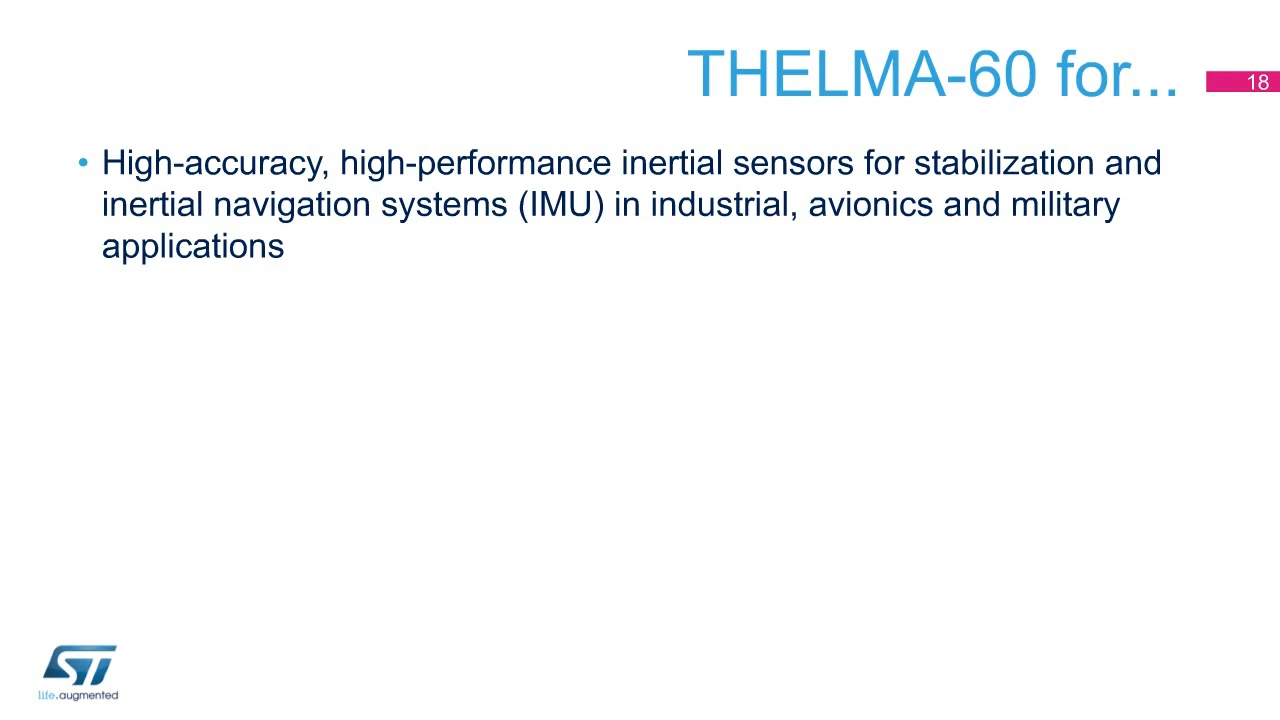 THELMA-60 for...
18
• High-accuracy, high-performance inertial sensors for stabilization and
inertial navigation systems (IMU) in industrial, avionics and military
applications
ST
life.augmented